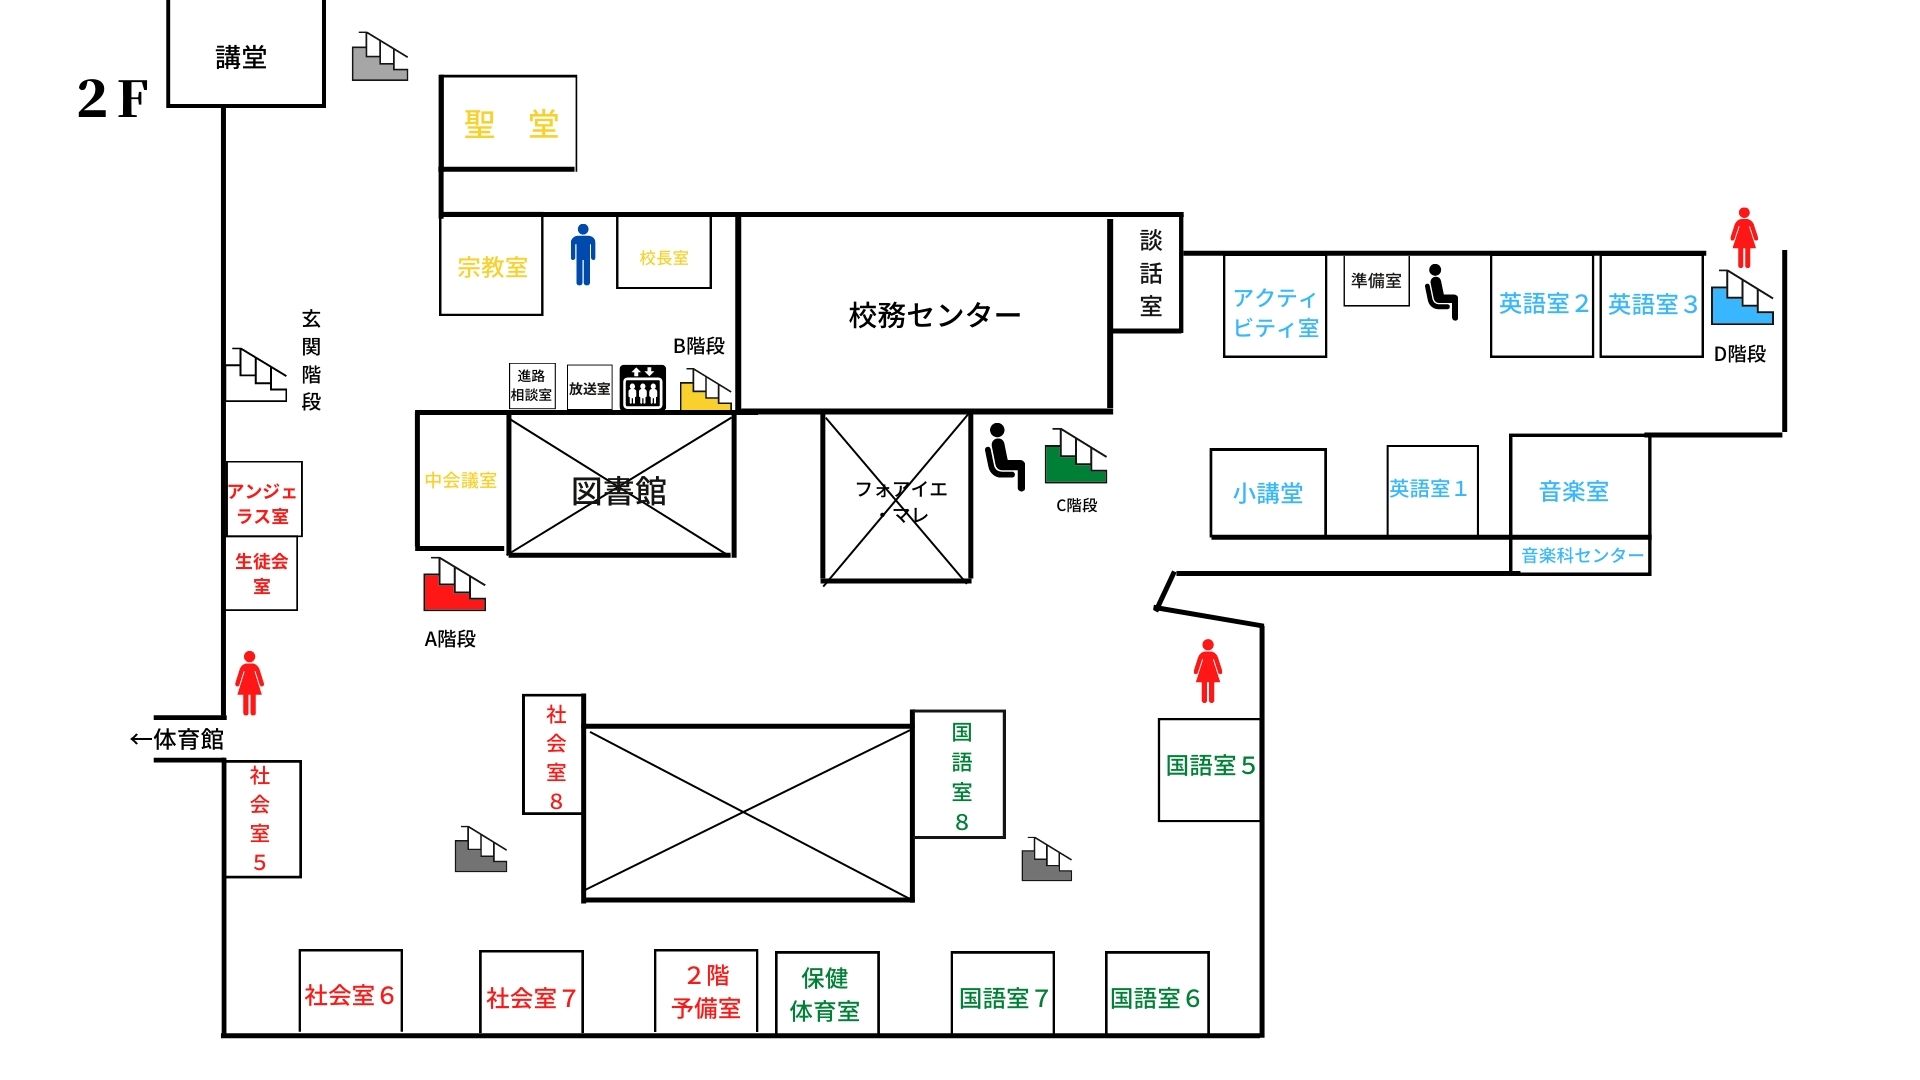 講堂
2F
聖 堂
宗教室
校長室
校務センター
談
話
室
アクティ
ビティ室
準備室
英語室2
英語室3
D階段
玄
関
階
段
進路
相談室
放送室
B階段
中会議室
図書館
フォアイエ
・マレ
C階段
小講堂
英語室1
音楽室
音楽科センター
アンジェ
ラス室
生徒会
室
A階段
←体育館
社
会
室
5
社
会
室
8
国
語
室
8
国語室5
社会室6
社会室7
2階
予備室
保健
体育室
国語室7
国語室6